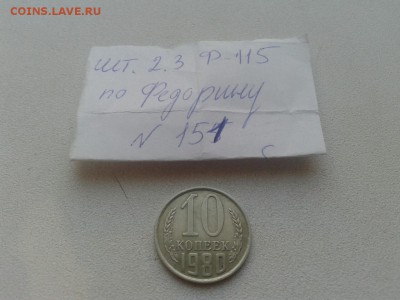 COINS.LAVE.RU
шт. 2.3 Ф-115
по Федорину
N 151
10
КОПЕЕК
1980